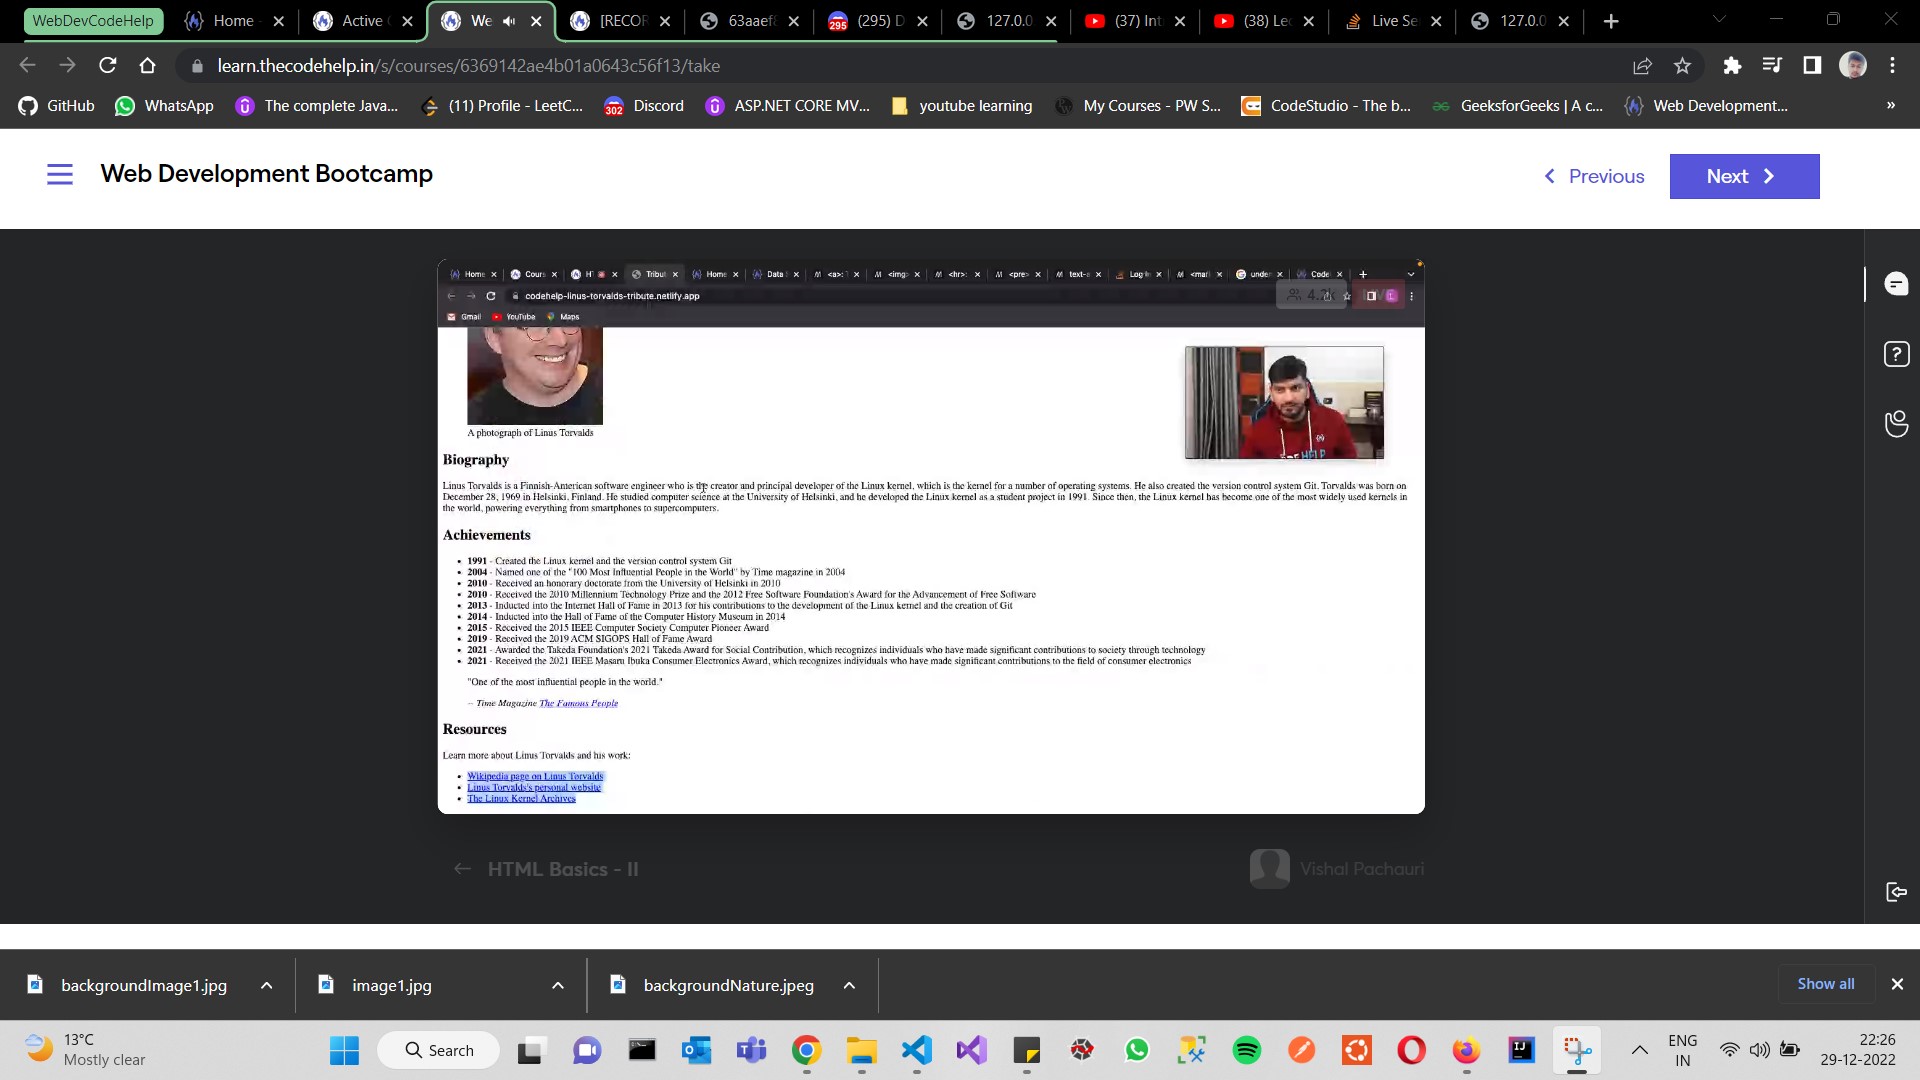 WebDevCodeHelp
Home
Active
We
[RECOR
63aaef8
(295) D
127.0.0
(37) Int
(38) Lec
Live Se
127.0.0
learn.thecodehelp.in/s/courses/6369142ae4b01a0643c56f13/take
GitHub
WhatsApp
The complete Java...
(11) Profile - LeetC...
302
Discord
ASP.NET CORE MV...
youtube learning
My Courses - PW S...
CodeStudio - The b...
GeeksforGeeks | A c...
Web Development...
Web Development Bootcamp
Previous
Next
Home
Cours
HT
Tribut
Home
Data
<a>: T
<img>
<hr>:
<pre>
text-a
Log-in
<mar
under
Code
codehelp-linus-torvalds-tribute.netlify.app
Gmail
YouTube
Maps
A photograph of Linus Torvalds
Biography
Linus Torvalds is a Finnish-American software engineer who is the creator and principal developer of the Linux kernel, which is the kernel for a number of operating systems. He also created the version control system Git. Torvalds was born on
December 28, 1969 in Helsinki, Finland. He studied computer science at the University of Helsinki, and he developed the Linux kernel as a student project in 1991. Since then, the Linux kernel has become one of the most widely used kernels in
the world, powering everything from smartphones to supercomputers.
Achievements
1991 - Created the Linux kernel and the version control system Git
2004 - Named one of the "100 Most Influential People in the World" by Time magazine in 2004
2010 - Received an honorary doctorate from the University of Helsinki in 2010
2010 - Received the 2010 Millennium Technology Prize and the 2012 Free Software Foundation's Award for the Advancement of Free Software
2013 - Inducted into the Internet Hall of Fame in 2013 for his contributions to the development of the Linux kernel and the creation of Git
2014 - Inducted into the Hall of Fame of the Computer History Museum in 2014
2015 - Received the 2015 IEEE Computer Society Computer Pioneer Award
2019 - Received the 2019 ACM SIGOPS Hall of Fame Award
2021 - Awarded the Takeda Foundation's 2021 Takeda Award for Social Contribution, which recognizes individuals who have made significant contributions to society through technology
2021 - Received the 2021 IEEE Masaru Ibuka Consumer Electronics Award, which recognizes individuals who have made significant contributions to the field of consumer electronics
"One of the most influential people in the world."
-- Time Magazine The Famous People
Resources
Learn more about Linus Torvalds and his work:
Wikipedia page on Linus Torvalds
Linus Torvalds's personal website
The Linux Kernel Archives
HTML Basics - II
Vishal Pachauri
backgroundImage1.jpg
image1.jpg
backgroundNature.jpeg
Show all
13°C
Mostly clear
Search
ENG
IN
22:26
29-12-2022